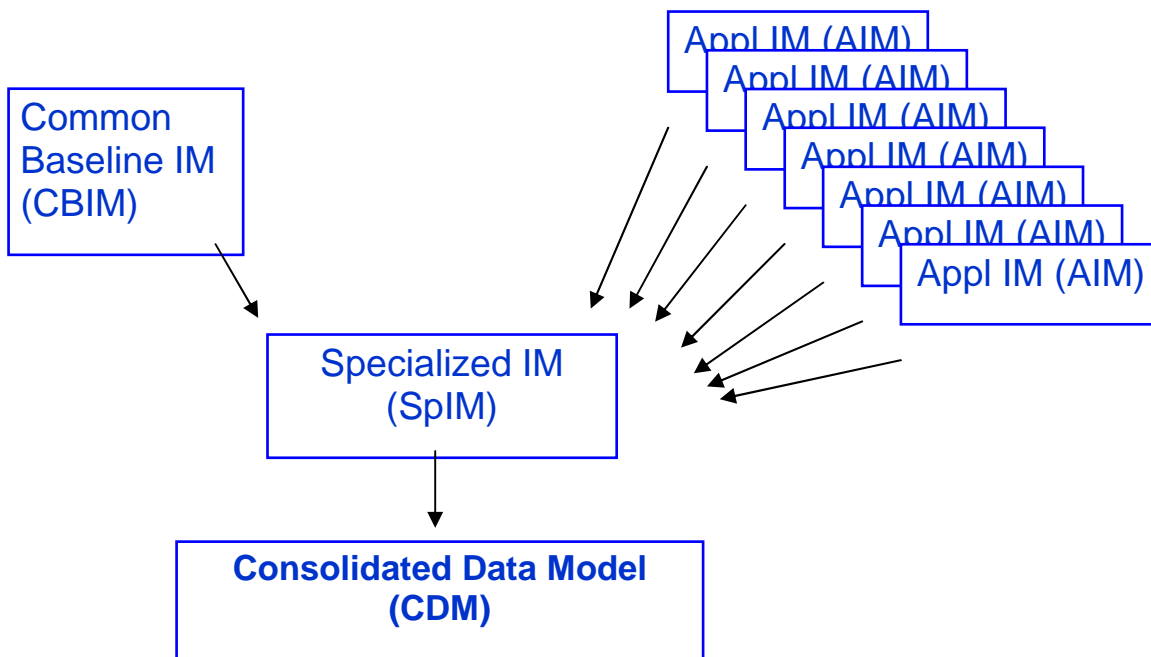 Appl IM (AIM)
Appl IM (AIM)
Appl IM (AIM)
Appl IM (AIM)
Appl IM (AIM)
Appl IM (AIM)
Appl IM (AIM)
Common
Baseline IM
(CBIM)
Specialized IM
(SpIM)
Consolidated Data Model
(CDM)